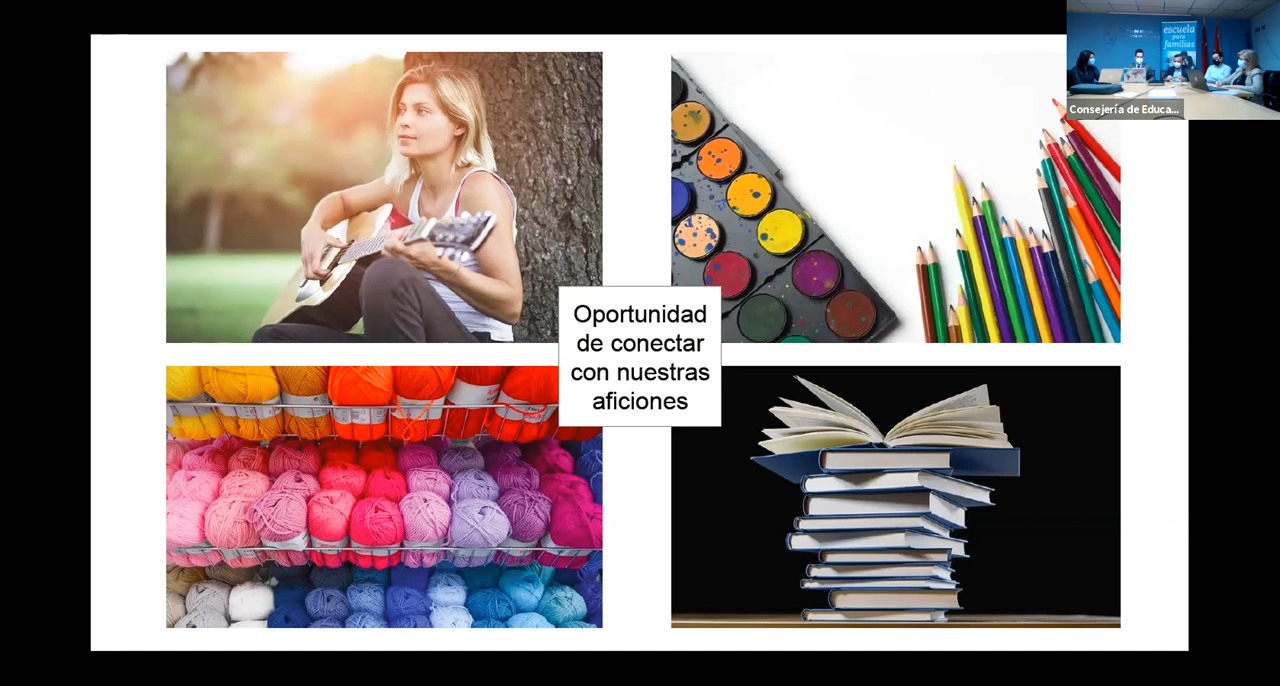 escuela
para
familias
Consejería de Educa...
Oportunidad
de conectar
con nuestras
aficiones